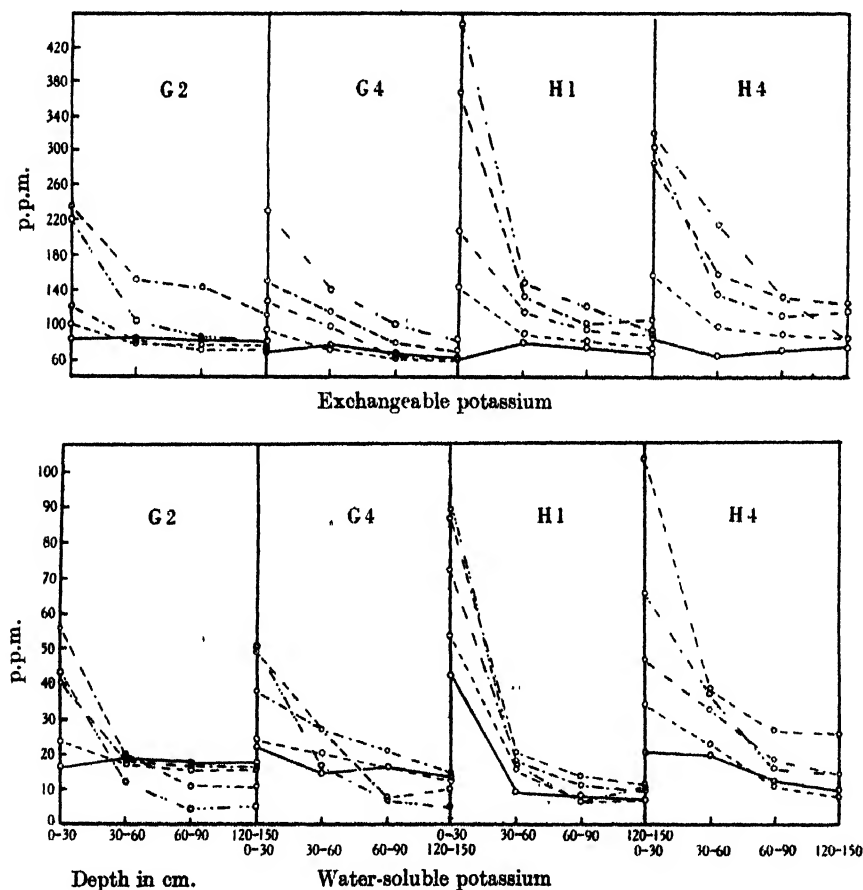 420
380
340
300
260
220
180
140
100
60
p.p.m.
G2
G4
H1
H4
Exchangeable potassium
100
90
80
70
60
50
40
30
20
10
0
p.p.m.
G2
G4
H1
H4
0–30 30–60 60–90 120–150 30–60 60–90 120–150 30–60 60–90 120–150 30–60 60–90 120–150
0–30 0–30 0–30
Depth in cm. Water-soluble potassium